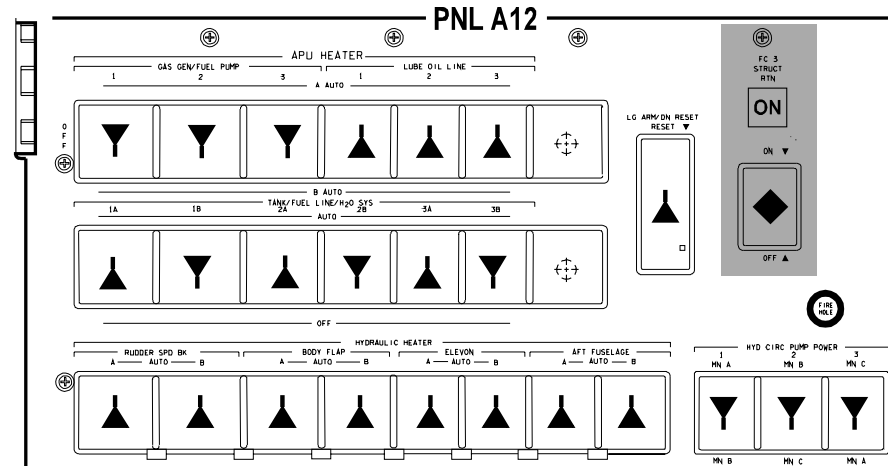 PNL A12
APU HEATER
GAS GEN/FUEL PUMP LUBE OIL LINE
1 2 3 1 2 3
A AUTO
OFF
B AUTO
TANK/FUEL LINE/H2O SYS
1A 1B 2A 2B 3A 3B
AUTO
OFF
LG ARM/DN RESET
RESET ▼
FC 3
STRUCT
RTN
ON
ON ▼
OFF ▲
FIRE
HOLE
HYDRAULIC HEATER
RUDDER SPD BK BODY FLAP ELEVON AFT FUSELAGE
A AUTO B A AUTO B A AUTO B A AUTO B
HYD CIRC PUMP POWER
1 2 3
MN A MN B MN C
MN B MN C MN A